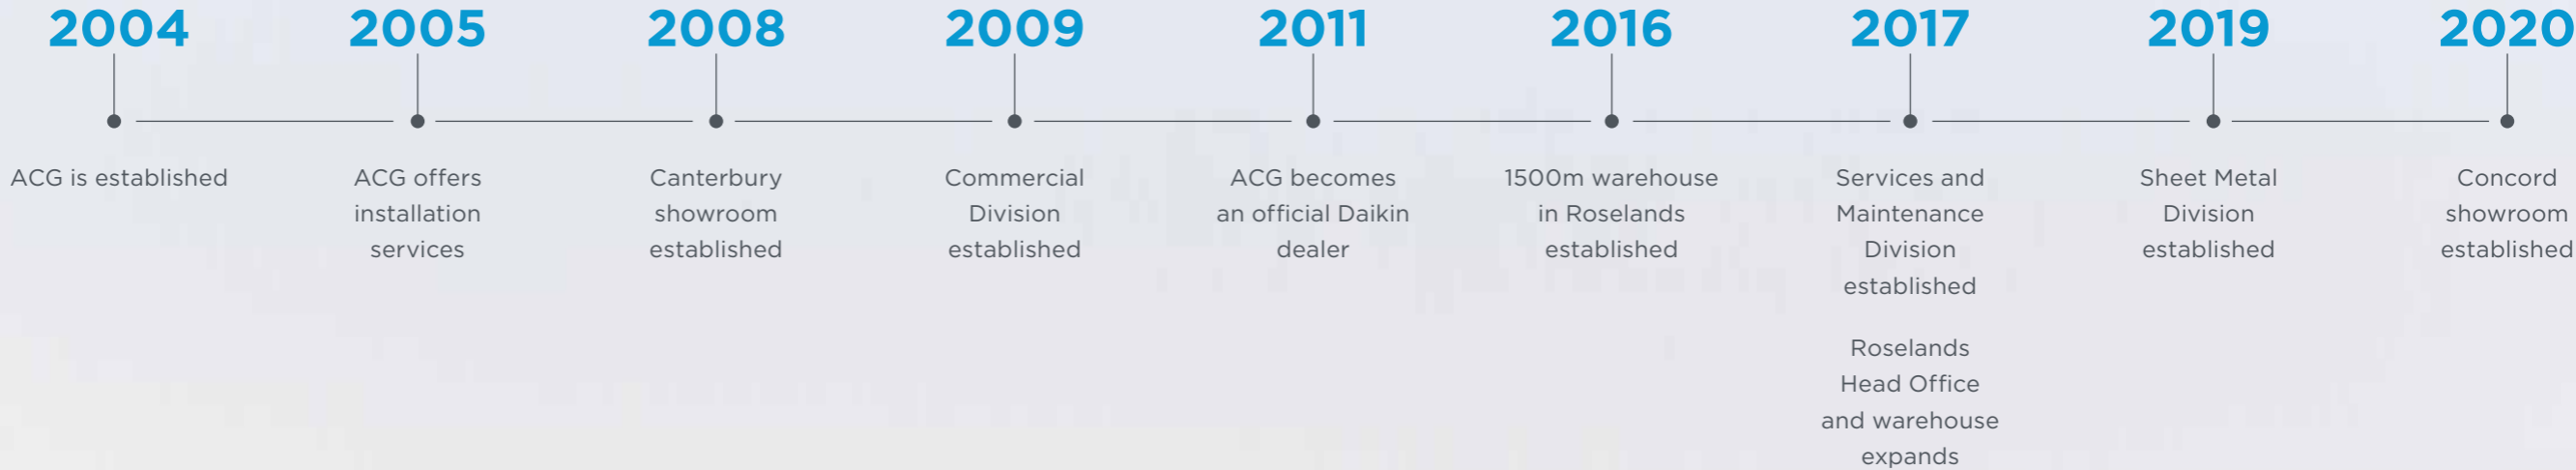 2004
ACG is established
2005
ACG offers
installation
services
2008
Canterbury
showroom
established
2009
Commercial
Division
established
2011
ACG becomes
an official Daikin
dealer
2016
1500m warehouse
in Roselands
established
2017
Services and
Maintenance
Division
established
Roselands
Head Office
and warehouse
expands
2019
Sheet Metal
Division
established
2020
Concord
showroom
established